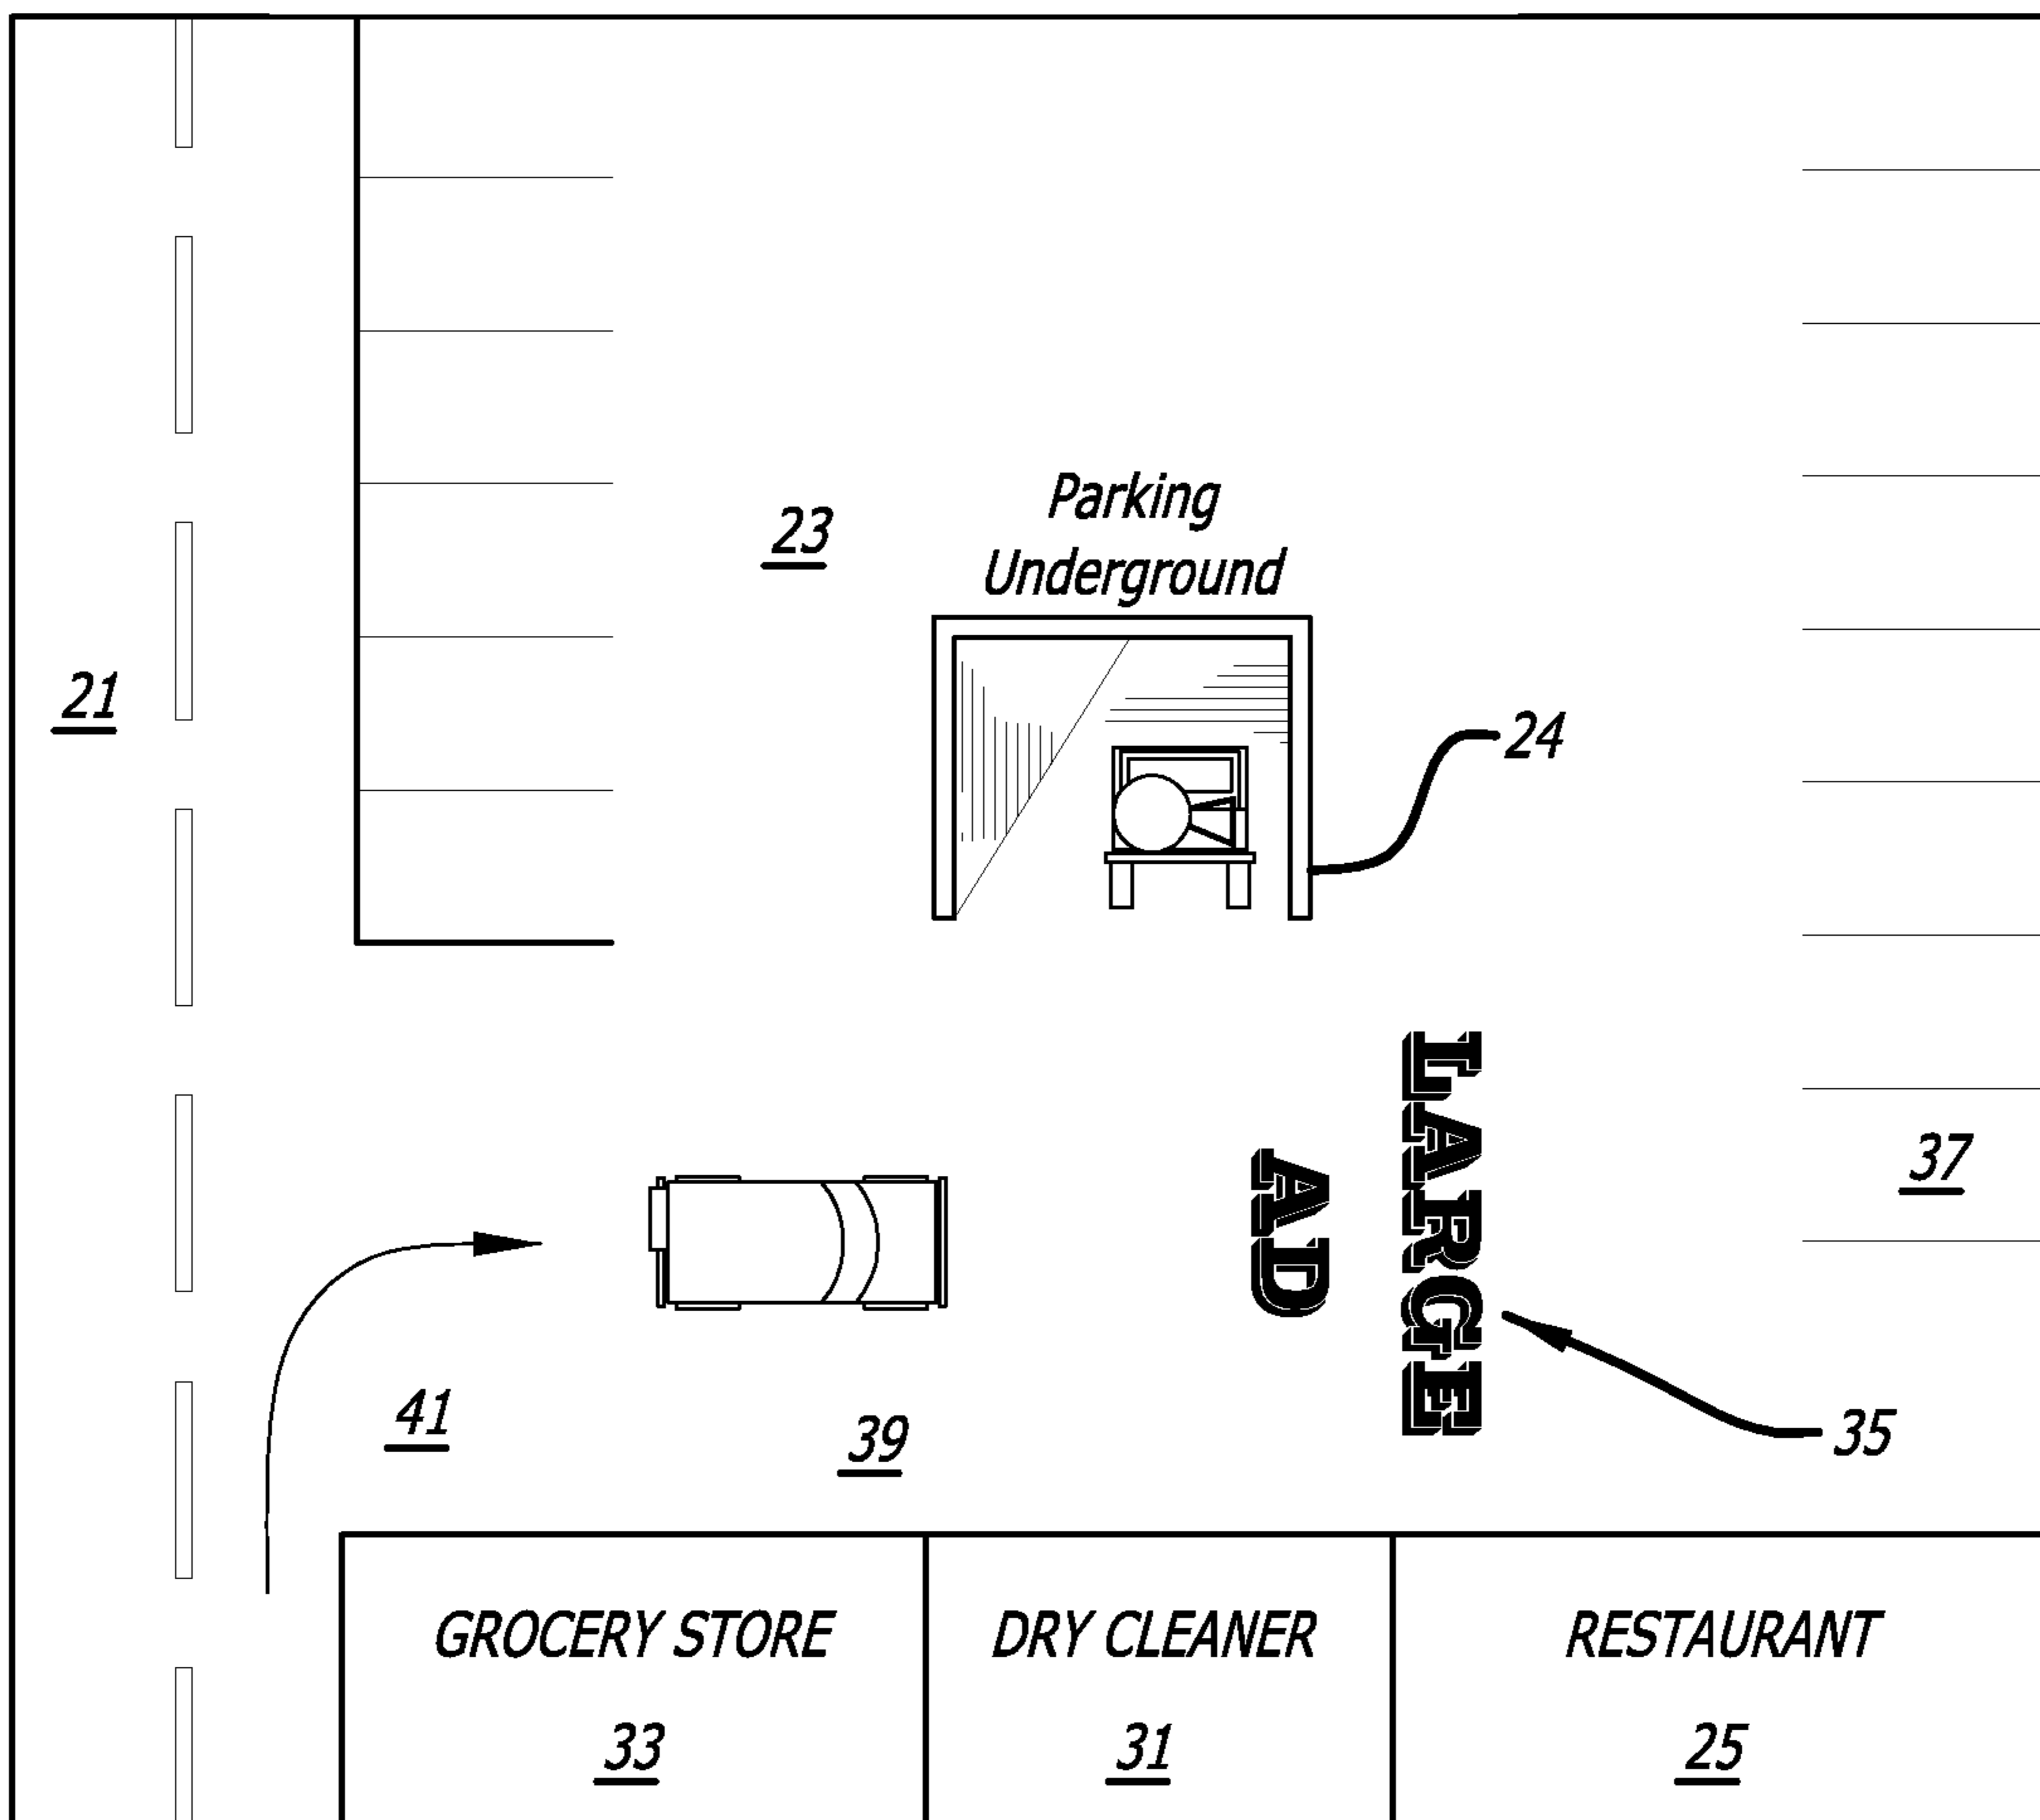 Parking
Underground
23
21
24
LARGE
AD
37
41
39
35
GROCERY STORE
33
DRY CLEANER
31
RESTAURANT
25